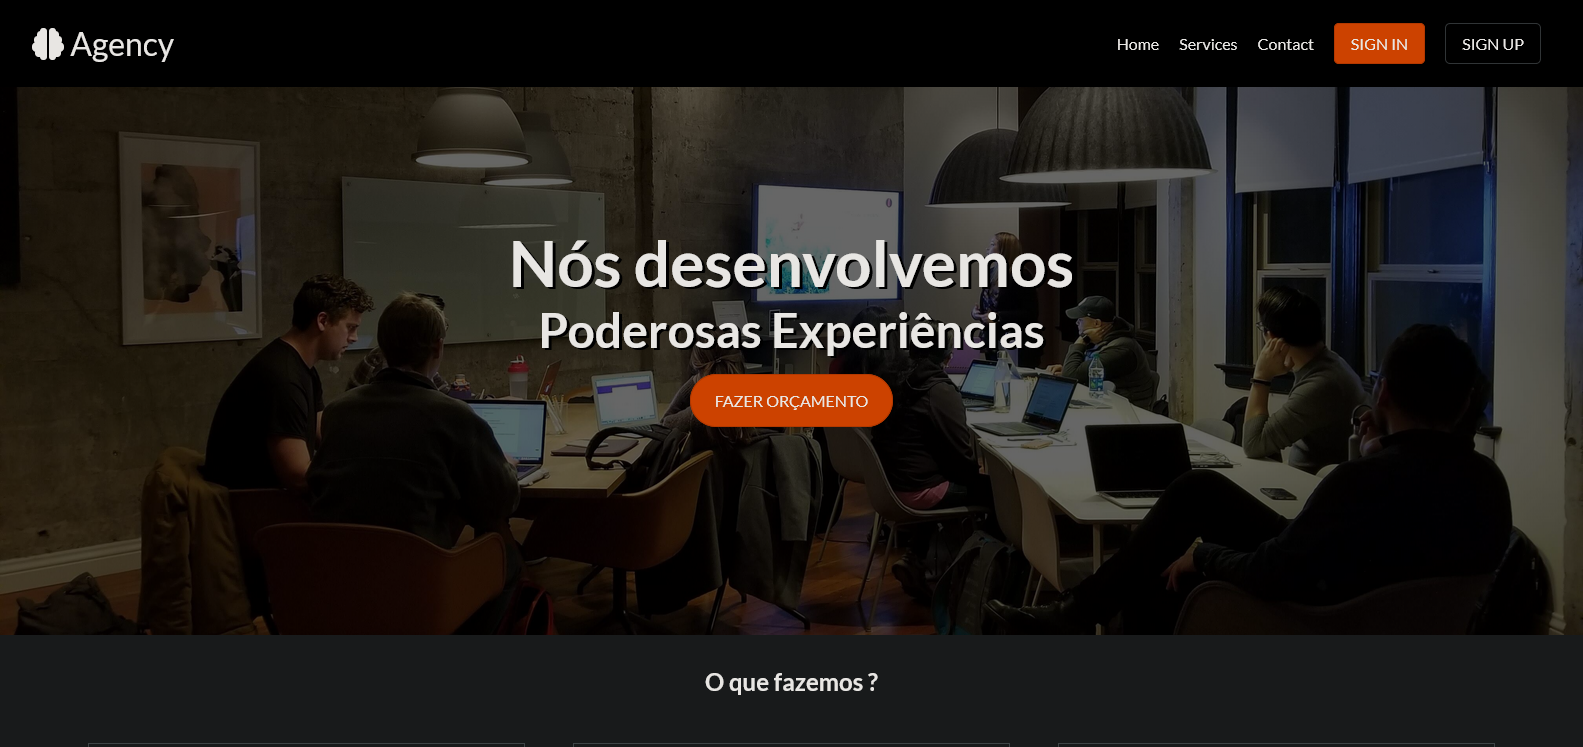 Agency
Home Services Contact SIGN IN SIGN UP
Nós desenvolvemos
Poderosas Experiências
FAZER ORÇAMENTO
O que fazemos ?